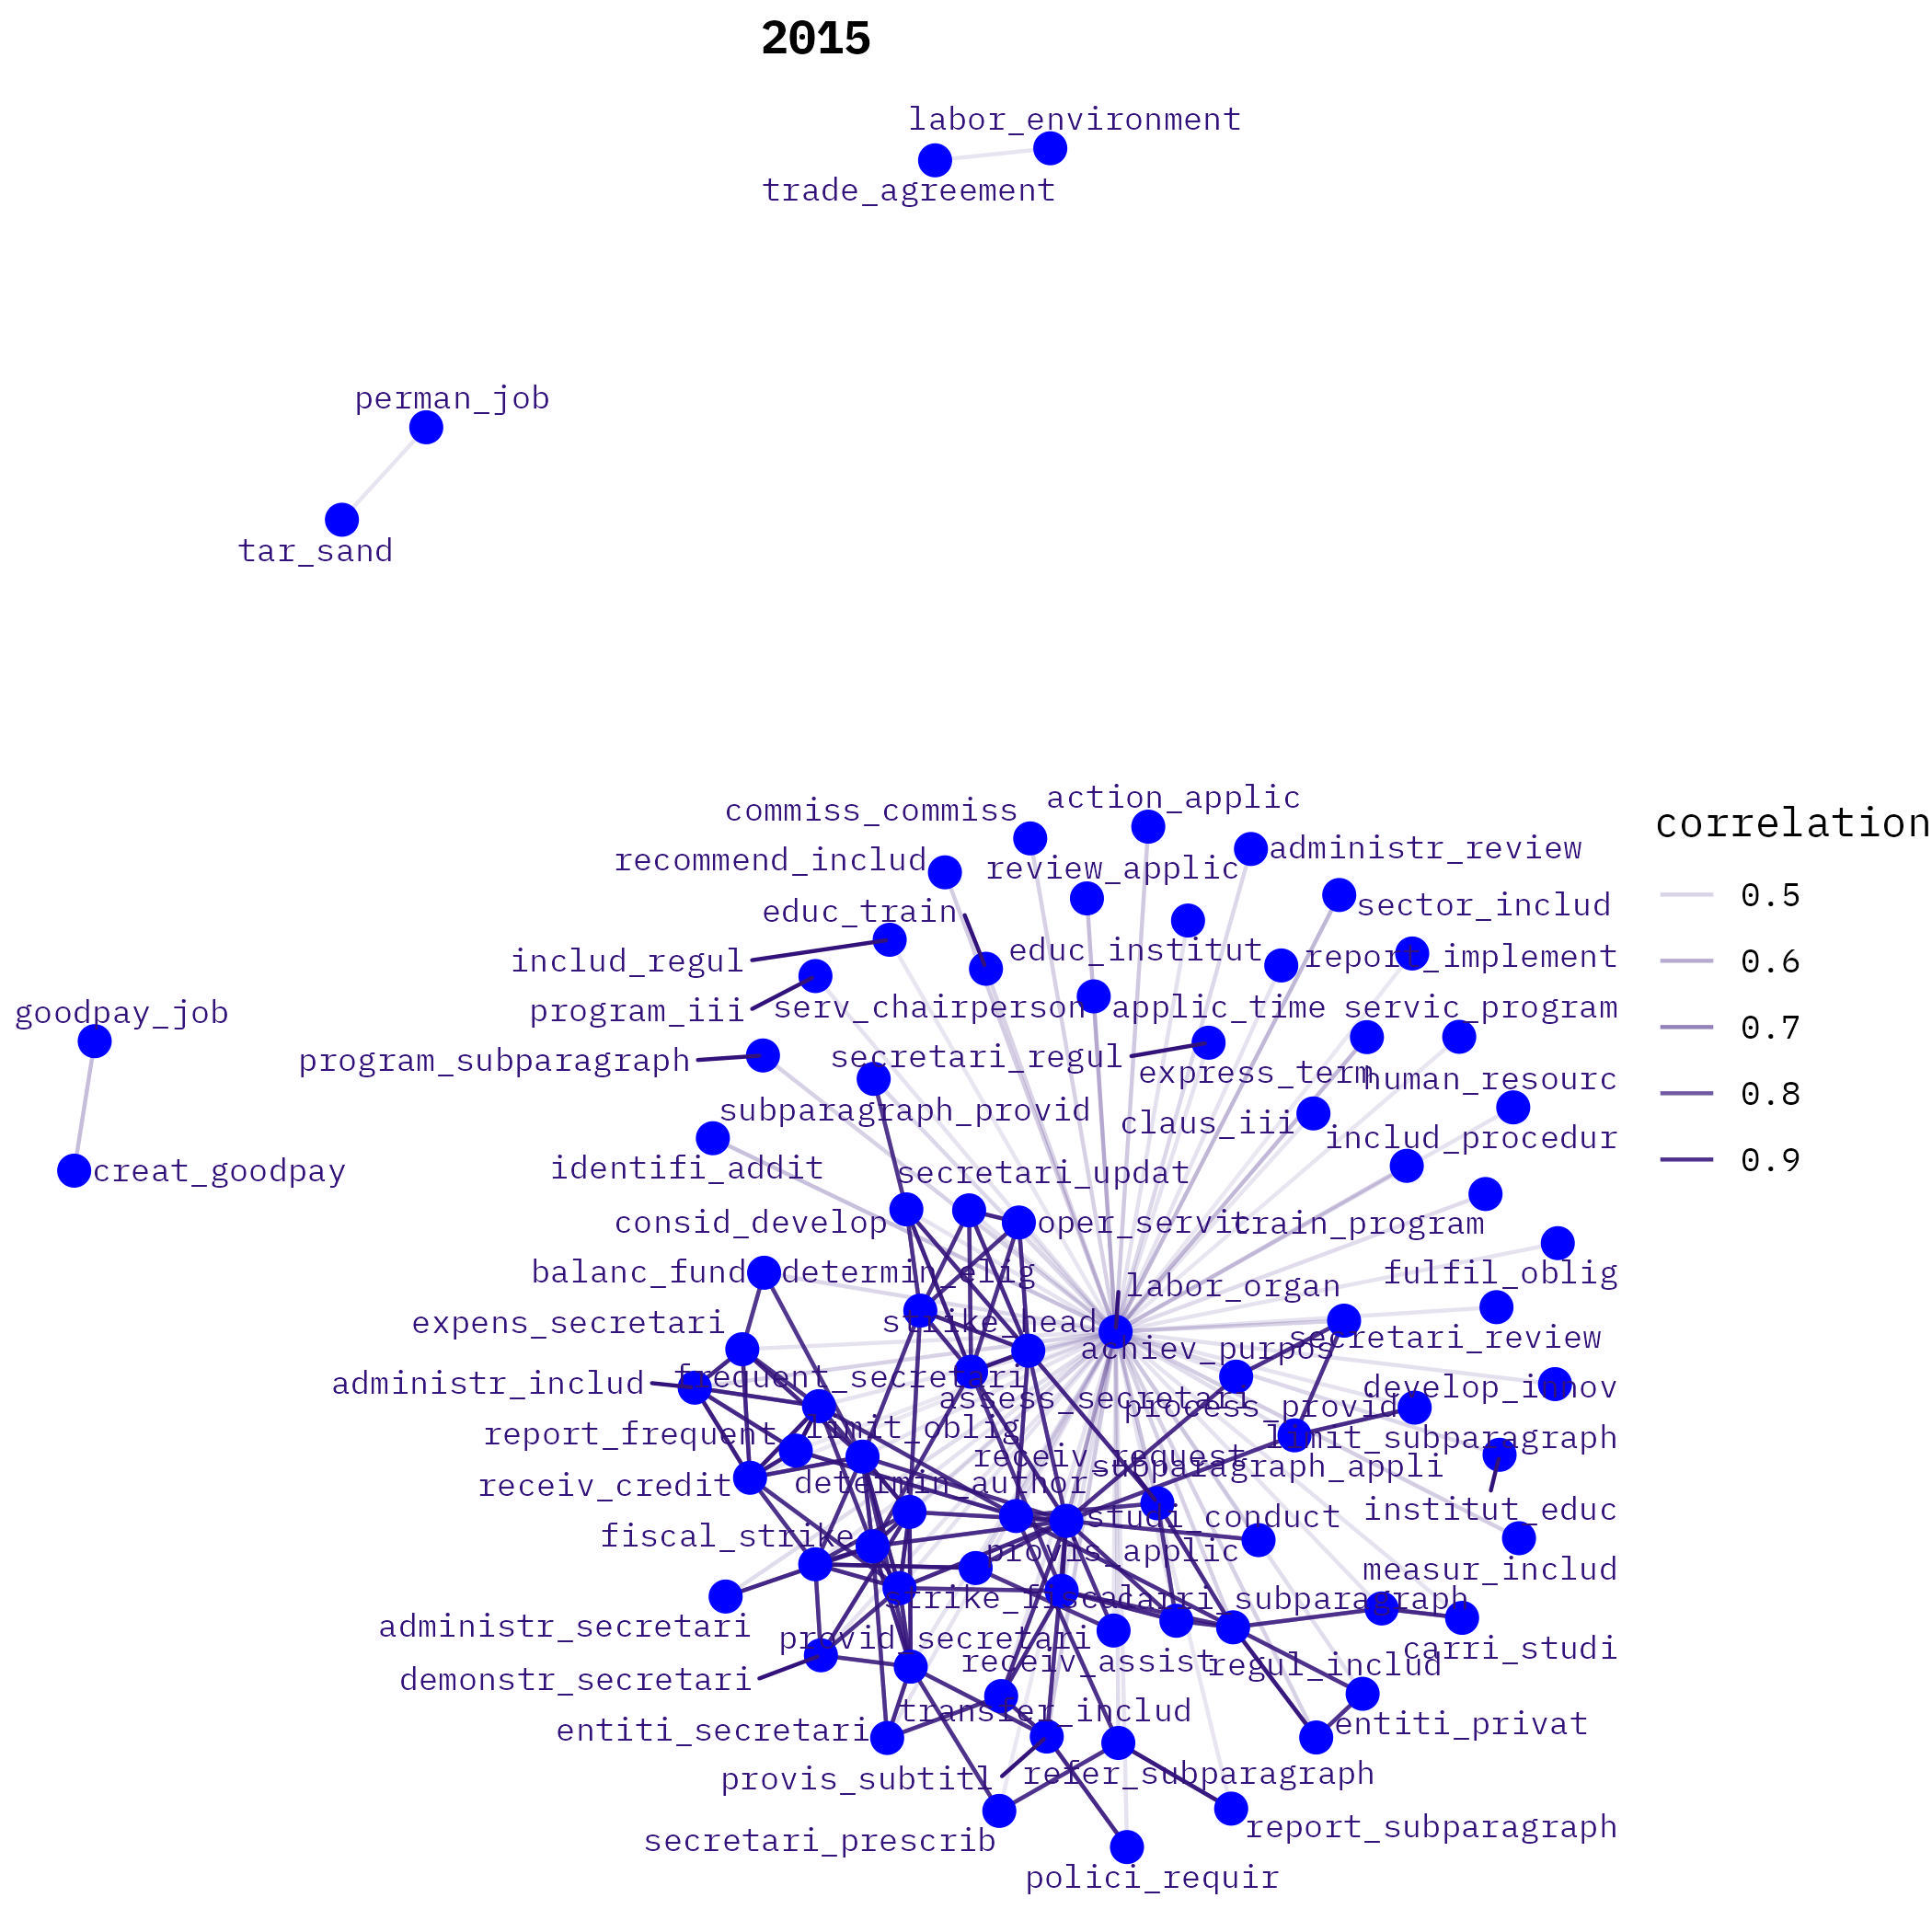 2015
labor_environment
trade_agreement
perman_job
tar_sand
action_applic
commiss_commiss
correlation
administr_review
recommend_includ
review_applic
0.5
sector_includ
educ_train
educ_institut
report_implement
includ_regul
0.6
program_iii
serv_chairperson
applic_time
servic_program
goodpay_job
0.7
program_subparagraph
secretari_regul
express_term
human_resourc
0.8
subparagraph_provid
claus_iii
includ_procedur
0.9
identifi_addit
secretari_updat
creat_goodpay
consid_develop
oper_servic
train_program
balanc_fund
determin_elig
fulfil_oblig
labor_organ
expens_secretari
strike_head
secretari_review
achiev_purpos
administr_includ
frequent_secretari
develop_innov
assess_secretari
process_provid
report_frequent
limit_oblig
limit_subparagraph
receiv_request
subparagraph_appli
receiv_credit
determin_author
institut_educ
studi_conduct
fiscal_strike
provis_applic
measur_includ
strike_fiscal
carri_subparagraph
administr_secretari
provid_secretari
carri_studi
receiv_assist
regul_includ
demonstr_secretari
transfer_includ
entiti_secretari
entiti_privat
provis_subtitl
refer_subparagraph
report_subparagraph
secretari_prescrib
polici_requir